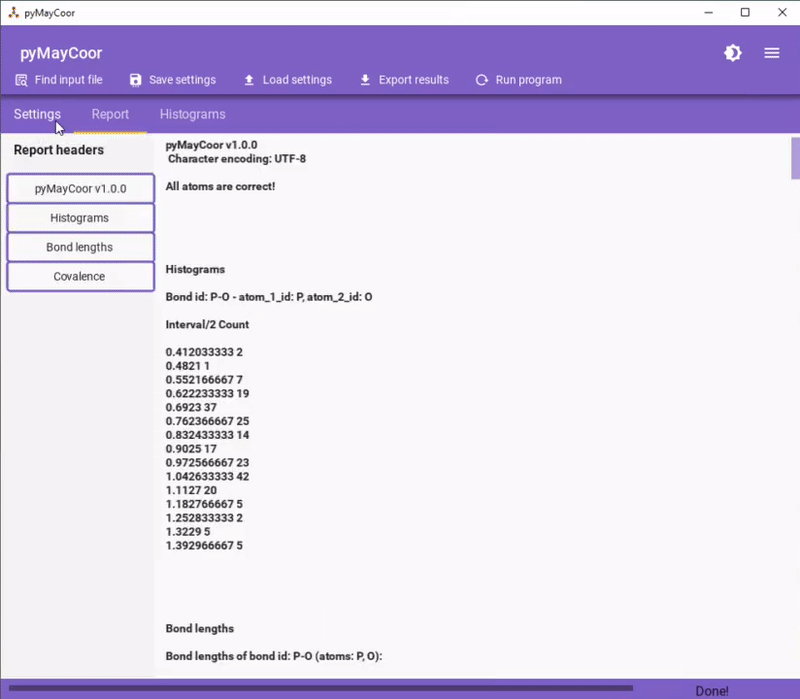 pyMayCoor
pyMayCoor
Find input file Save settings Load settings Export results Run program
Settings Report Histograms
Report headers
pyMayCoor v1.0.0
Histograms
Bond lengths
Covalence
pyMayCoor v1.0.0
Character encoding: UTF-8
All atoms are correct!
Histograms
Bond id: P-O - atom_1_id: P, atom_2_id: O
Interval/2 Count
0.412033333 2
0.4821 1
0.552166667 7
0.622233333 19
0.6923 37
0.762366667 25
0.832433333 14
0.9025 17
0.972566667 23
1.042633333 42
1.1127 20
1.182766667 5
1.252833333 2
1.3229 5
1.392966667 5
Bond lengths
Bond lengths of bond id: P-O (atoms: P, O):
Done!